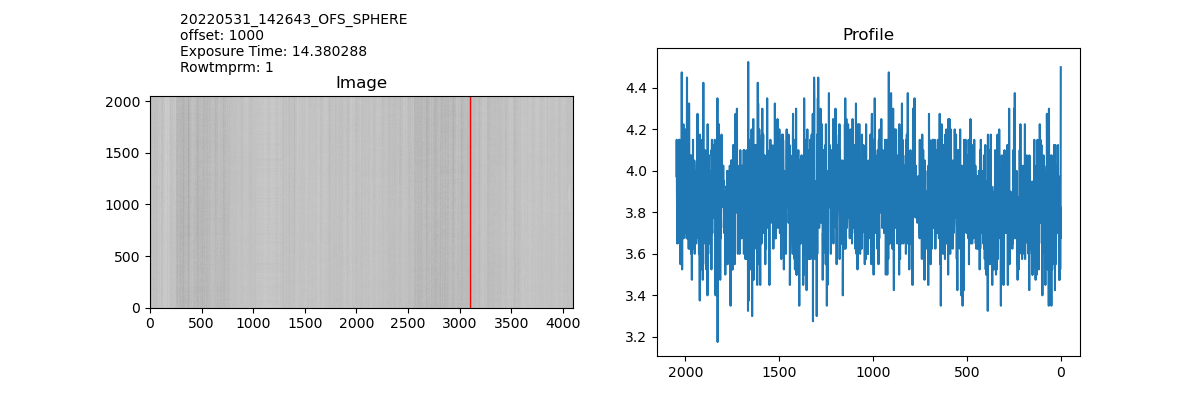 20220531_142643_OFS_SPHERE
offset: 1000
Exposure Time: 14.380288
Rowtmprm: 1
Image
2000
1500
1000
500
0
0 500 1000 1500 2000 2500 3000 3500 4000
Profile
4.4
4.2
4.0
3.8
3.6
3.4
3.2
2000 1500 1000 500 0